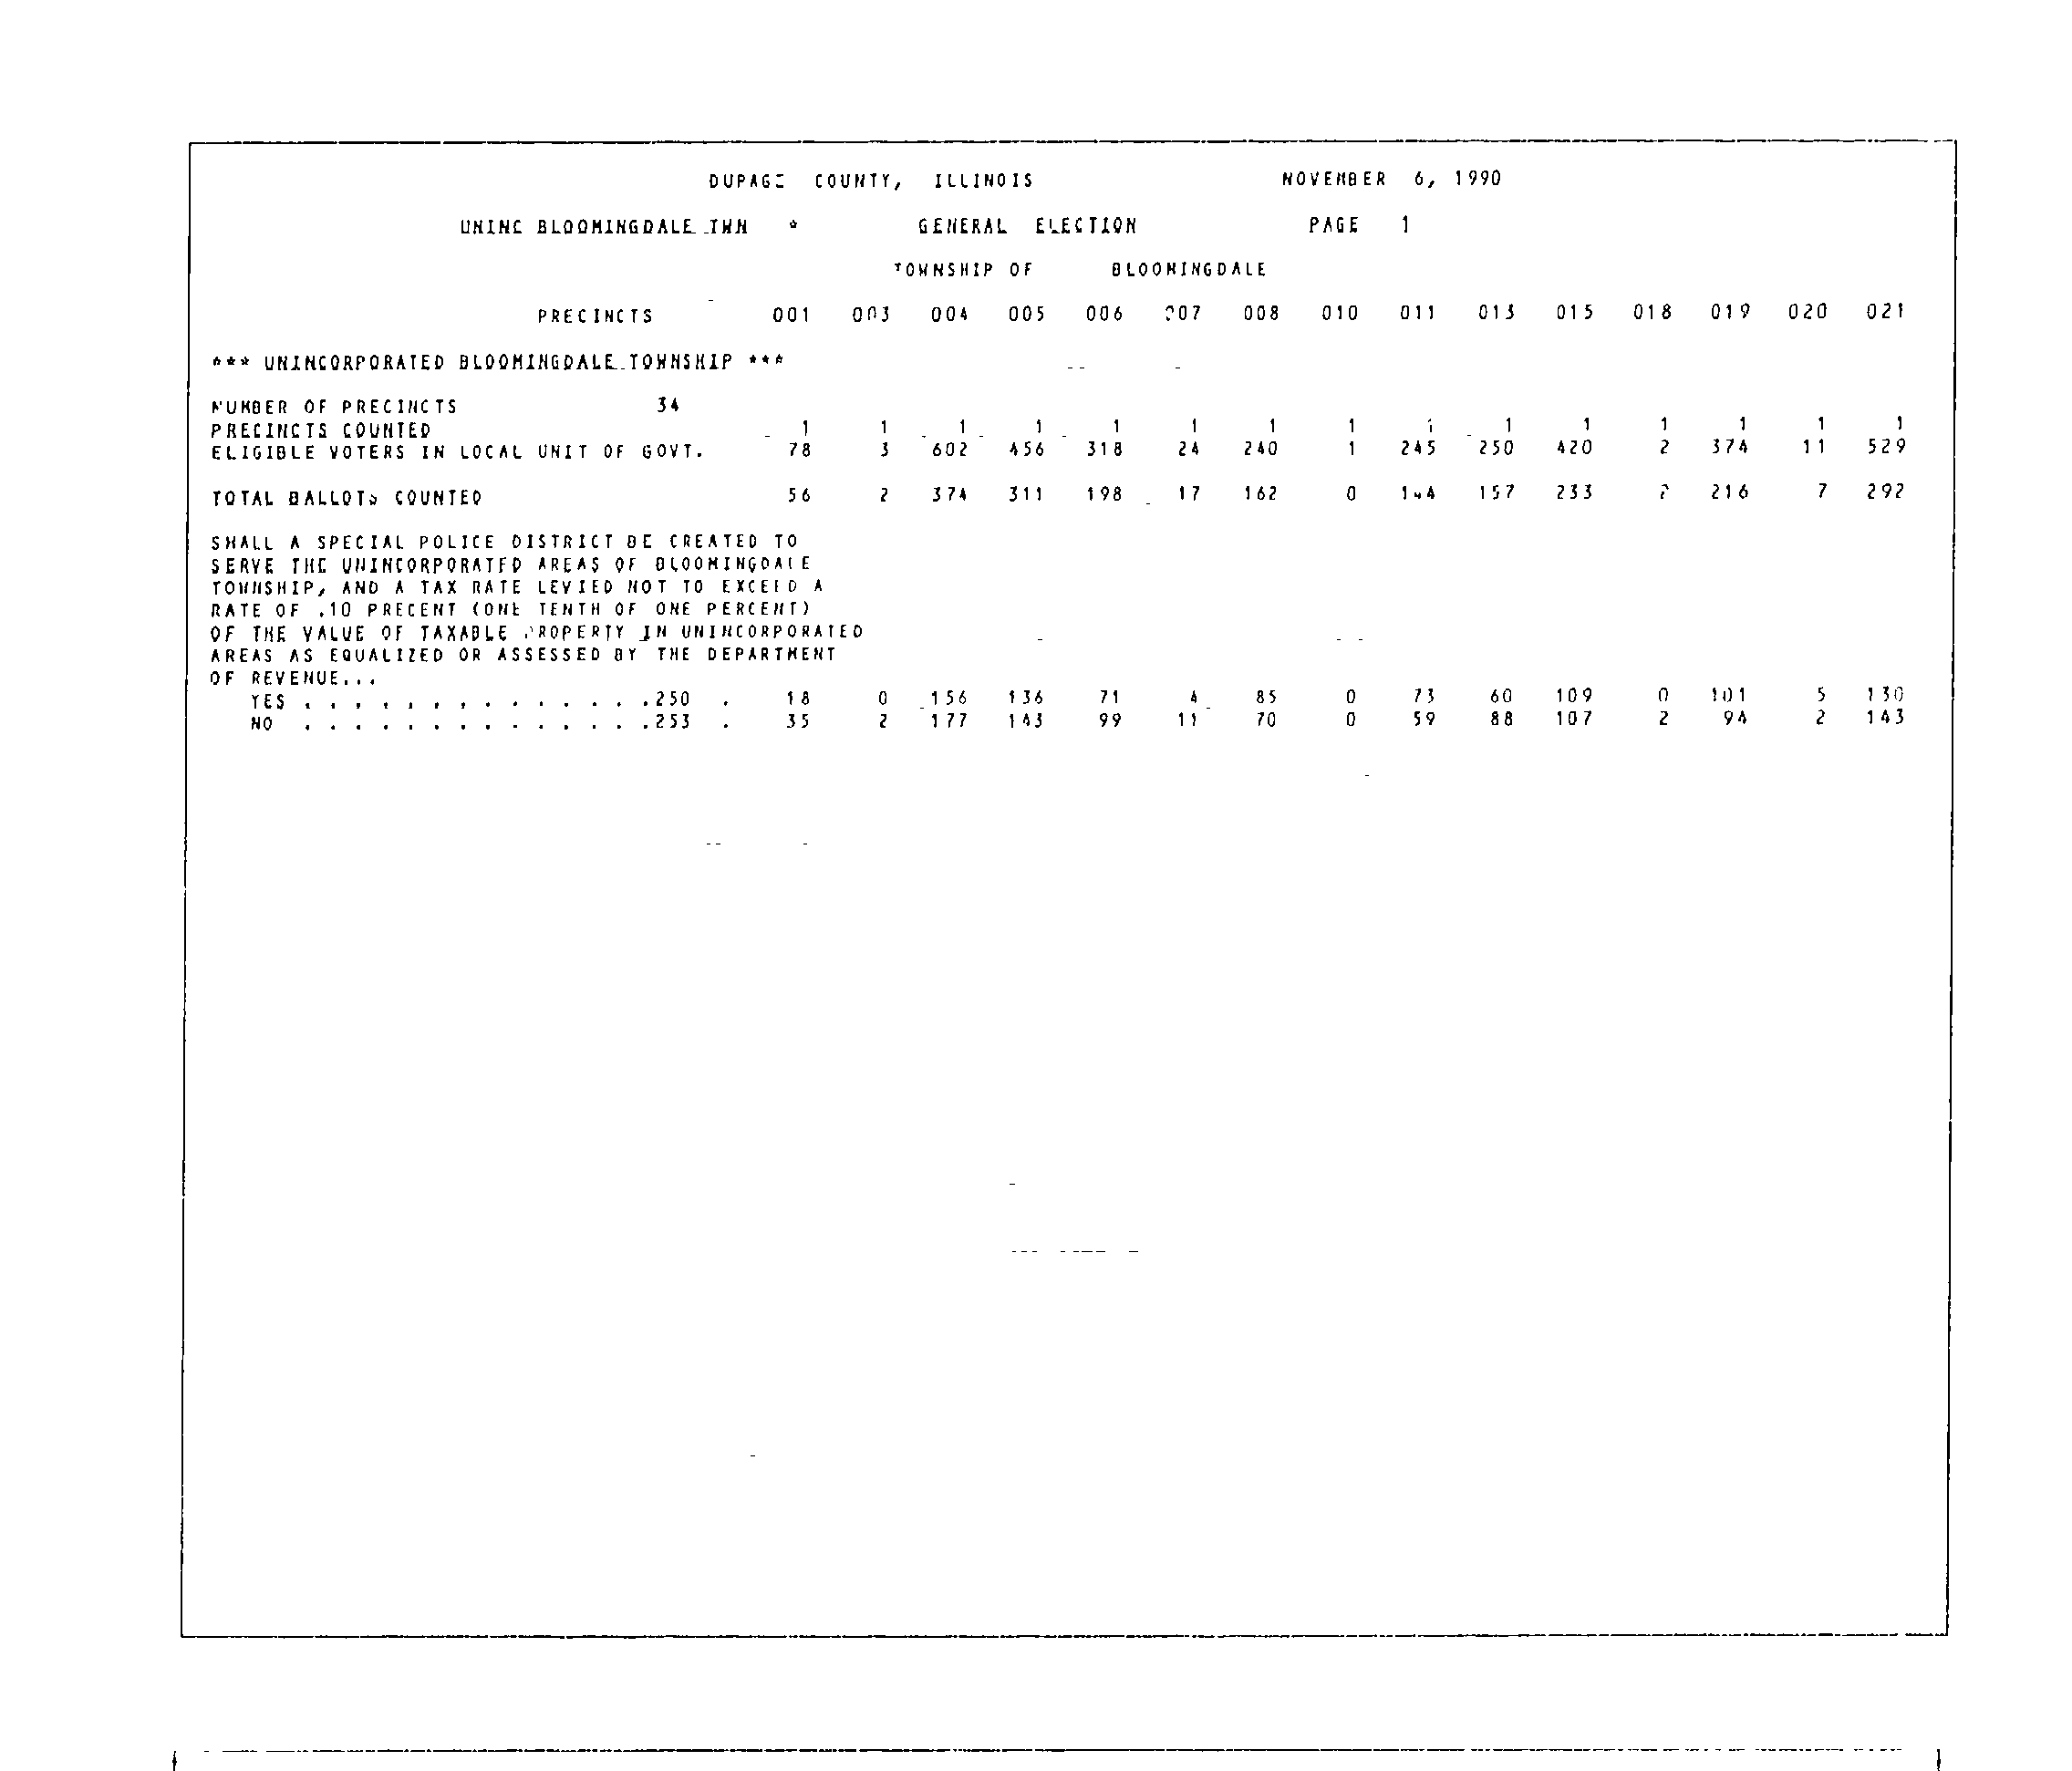 DUPAGE COUNTY, ILLINOIS NOVEMBER 6, 1990
UNINC BLOOMINGDALE TWN * GENERAL ELECTION PAGE 1
TOWNSHIP OF BLOOMINGDALE
PRECINCTS 001 003 004 005 006 007 008 010 011 013 015 018 019 020 021
*** UNINCORPORATED BLOOMINGDALE TOWNSHIP ***
NUMBER OF PRECINCTS 34
PRECINCTS COUNTED 1 1 1 1 1 1 1 1 1 1 1 1 1 1 1
ELIGIBLE VOTERS IN LOCAL UNIT OF GOVT. 78 3 602 456 318 24 240 1 245 250 420 2 374 11 529
TOTAL BALLOTS COUNTED 56 2 374 311 198 17 162 0 144 157 233 2 216 7 292
SHALL A SPECIAL POLICE DISTRICT BE CREATED TO
SERVE THE UNINCORPORATED AREAS OF BLOOMINGDALE
TOWNSHIP, AND A TAX RATE LEVIED NOT TO EXCEED A
RATE OF .10 PRECENT (ONE TENTH OF ONE PERCENT)
OF THE VALUE OF TAXABLE PROPERTY IN UNINCORPORATED
AREAS AS EQUALIZED OR ASSESSED BY THE DEPARTMENT
OF REVENUE...
YES . . . . . . . . . . . . . .250 . 18 0 156 136 71 4 85 0 73 60 109 0 101 5 130
NO . . . . . . . . . . . . . .253 . 35 2 177 143 99 11 70 0 59 88 107 2 94 2 143